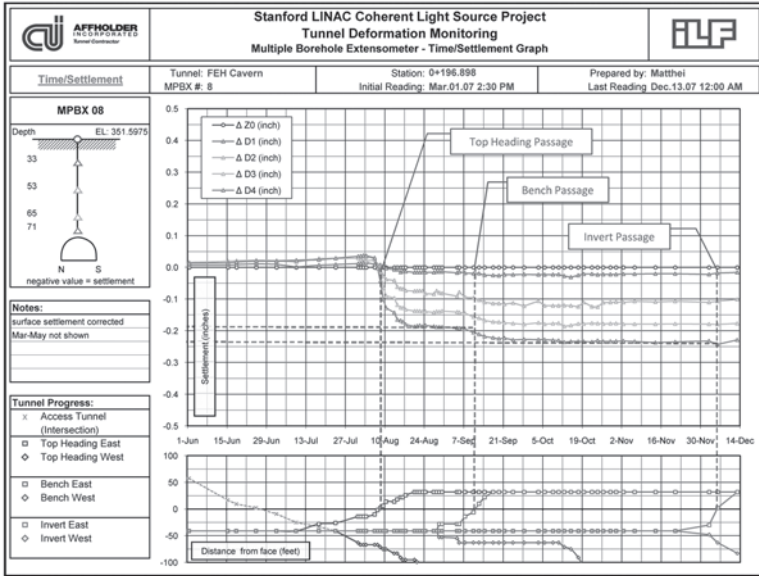 AFFHOLDER
INCORPORATED
Tunnel Contractor
Stanford LINAC Coherent Light Source Project
Tunnel Deformation Monitoring
Multiple Borehole Extensometer - Time/Settlement Graph
iLF
Time/Settlement
Tunnel: FEH Cavern
MPBX #: 8
Station: 0+196.898
Initial Reading: Mar.01.07 2:30 PM
Prepared by: Matthei
Last Reading Dec.13.07 12:00 AM
MPBX 08
Depth EL: 351.5975
33
53
65
71
N S
negative value = settlement
Notes:
surface settlement corrected
Mar-May not shown
Tunnel Progress:
x Access Tunnel
(Intersection)
Top Heading East
Top Heading West
Bench East
Bench West
Invert East
Invert West
0.5
0.4
0.3
0.2
0.1
0.0
-0.1
-0.2
-0.3
-0.4
-0.5
Δ Z0 (inch)
Δ D1 (inch)
Δ D2 (inch)
Δ D3 (inch)
Δ D4 (inch)
Top Heading Passage
Bench Passage
Invert Passage
Settlement (inches)
1-Jun 15-Jun 29-Jun 13-Jul 27-Jul 10-Aug 24-Aug 7-Sep 21-Sep 5-Oct 19-Oct 2-Nov 16-Nov 30-Nov 14-Dec
100
50
0
-50
-100
Distance from face (feet)